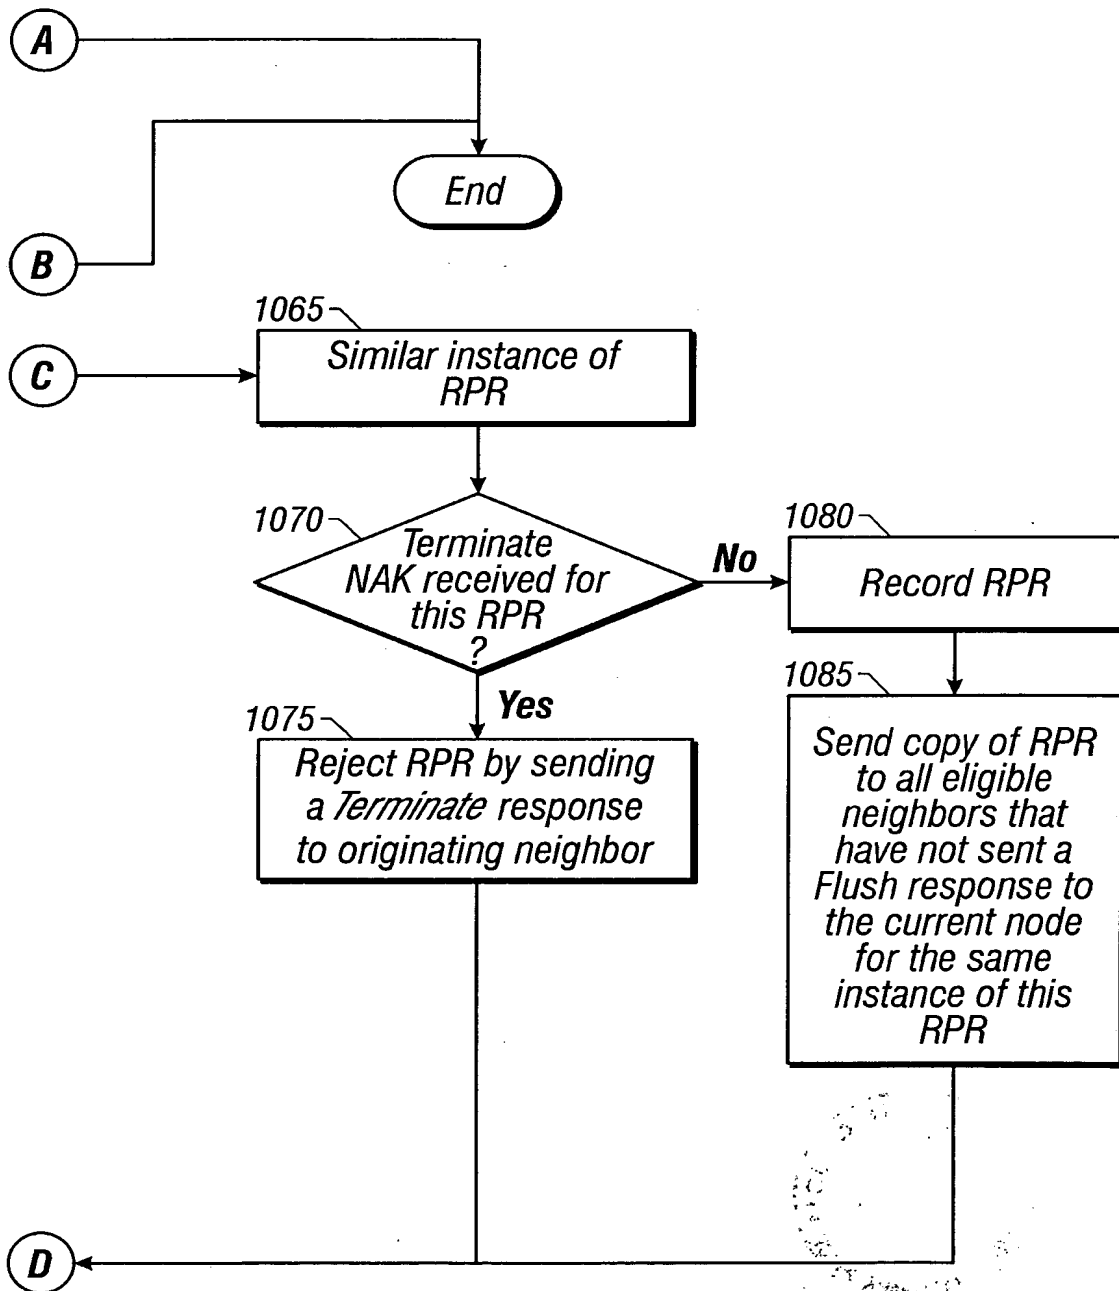 A
End
B
1065
C
Similar instance of
RPR
1070
Terminate
NAK received for
this RPR
?
No
1080
Record RPR
Yes
1075
Reject RPR by sending
a Terminate response
to originating neighbor
1085
Send copy of RPR
to all eligible
neighbors that
have not sent a
Flush response to
the current node
for the same
instance of this
RPR
D